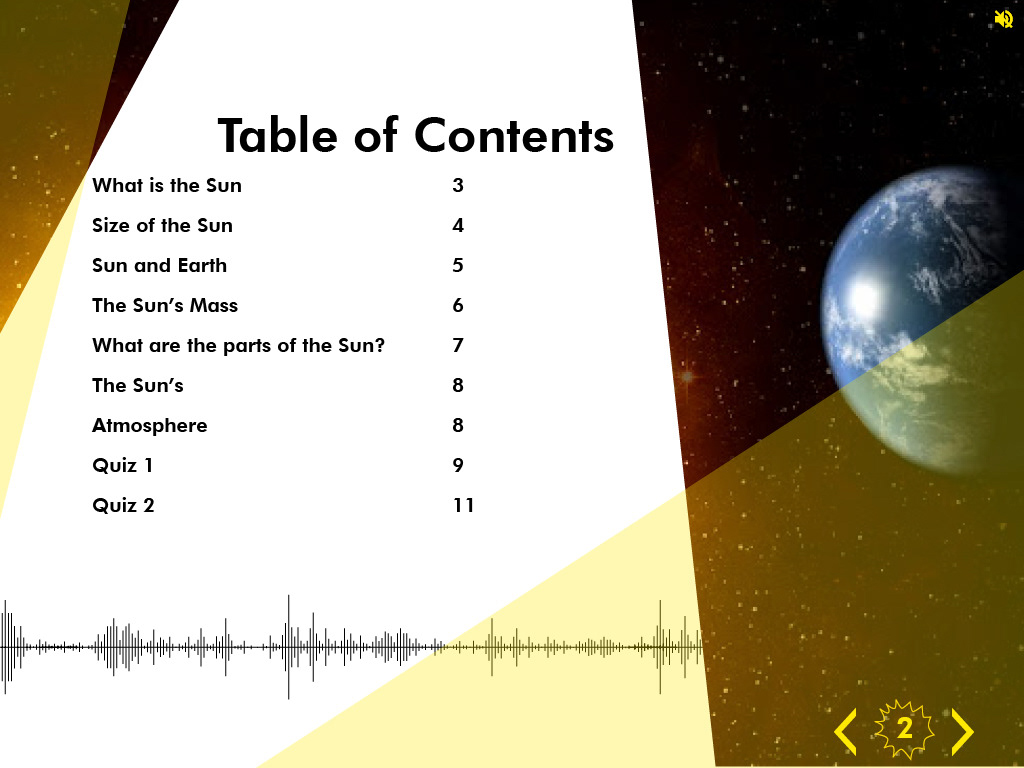 Table of Contents
What is the Sun 3
Size of the Sun 4
Sun and Earth 5
The Sun’s Mass 6
What are the parts of the Sun? 7
The Sun’s 8
Atmosphere 8
Quiz 1 9
Quiz 2 11
2